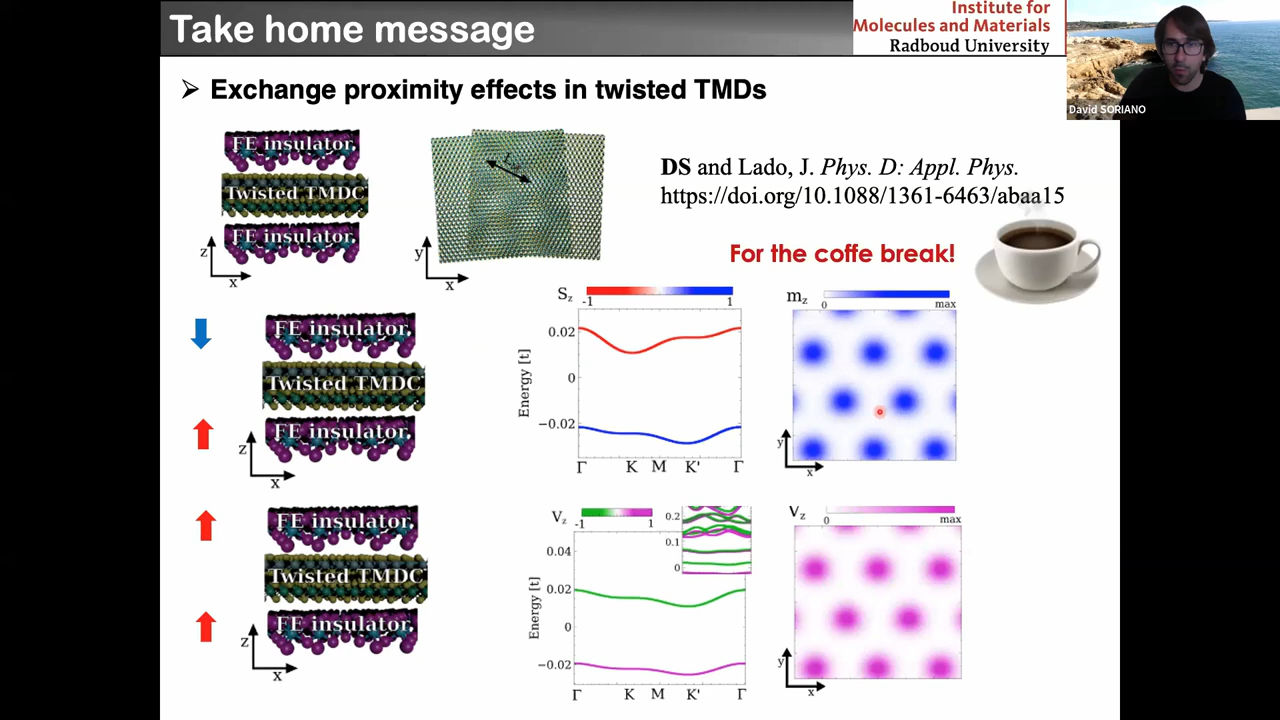 Take home message
Institute for
Molecules and Materials
Radboud University
David SORIANO
➢ Exchange proximity effects in twisted TMDs
FE insulator
Twisted TMDC
FE insulator
z
x
y
x
DS and Lado, J. Phys. D: Appl. Phys.
https://doi.org/10.1088/1361-6463/abaa15
For the coffe break!
FE insulator
Twisted TMDC
FE insulator
z
x
Sz
-1 1
Energy [t]
0.02
0
−0.02
Γ K M K' Γ
mz
0 max
y
x
FE insulator
Twisted TMDC
FE insulator
z
x
Vz
-1 1
0.2
0.1
0
Energy [t]
0.04
0.02
0
−0.02
Γ K M K' Γ
Vz
0 max
y
x